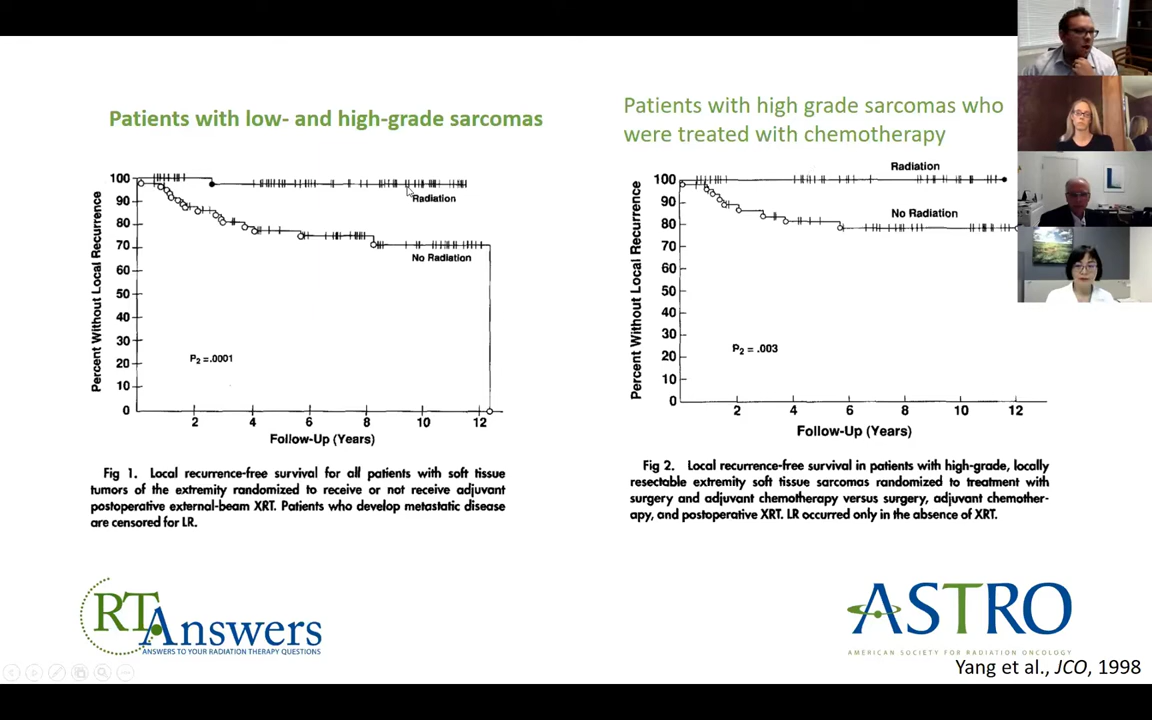 Patients with low- and high-grade sarcomas
100
90
80
70
60
50
40
30
20
10
0
Percent Without Local Recurrence
Radiation
No Radiation
P2 =.0001
2 4 6 8 10 12
Follow-Up (Years)
Fig 1. Local recurrence-free survival for all patients with soft tissue
tumors of the extremity randomized to receive or not receive adjuvant
postoperative external-beam XRT. Patients who develop metastatic disease
are censored for LR.
Patients with high grade sarcomas who
were treated with chemotherapy
100
90
80
70
60
50
40
30
20
10
0
Percent Without Local Recurrence
Radiation
No Radiation
P2 = .003
2 4 6 8 10 12
Follow-Up (Years)
Fig 2. Local recurrence-free survival in patients with high-grade, locally
resectable extremity soft tissue sarcomas randomized to treatment with
surgery and adjuvant chemotherapy versus surgery, adjuvant chemother-
apy, and postoperative XRT. LR occurred only in the absence of XRT.
RTAnswers
ANSWERS TO YOUR RADIATION THERAPY QUESTIONS
ASTRO
AMERICAN SOCIETY FOR RADIATION ONCOLOGY
Yang et al., JCO, 1998